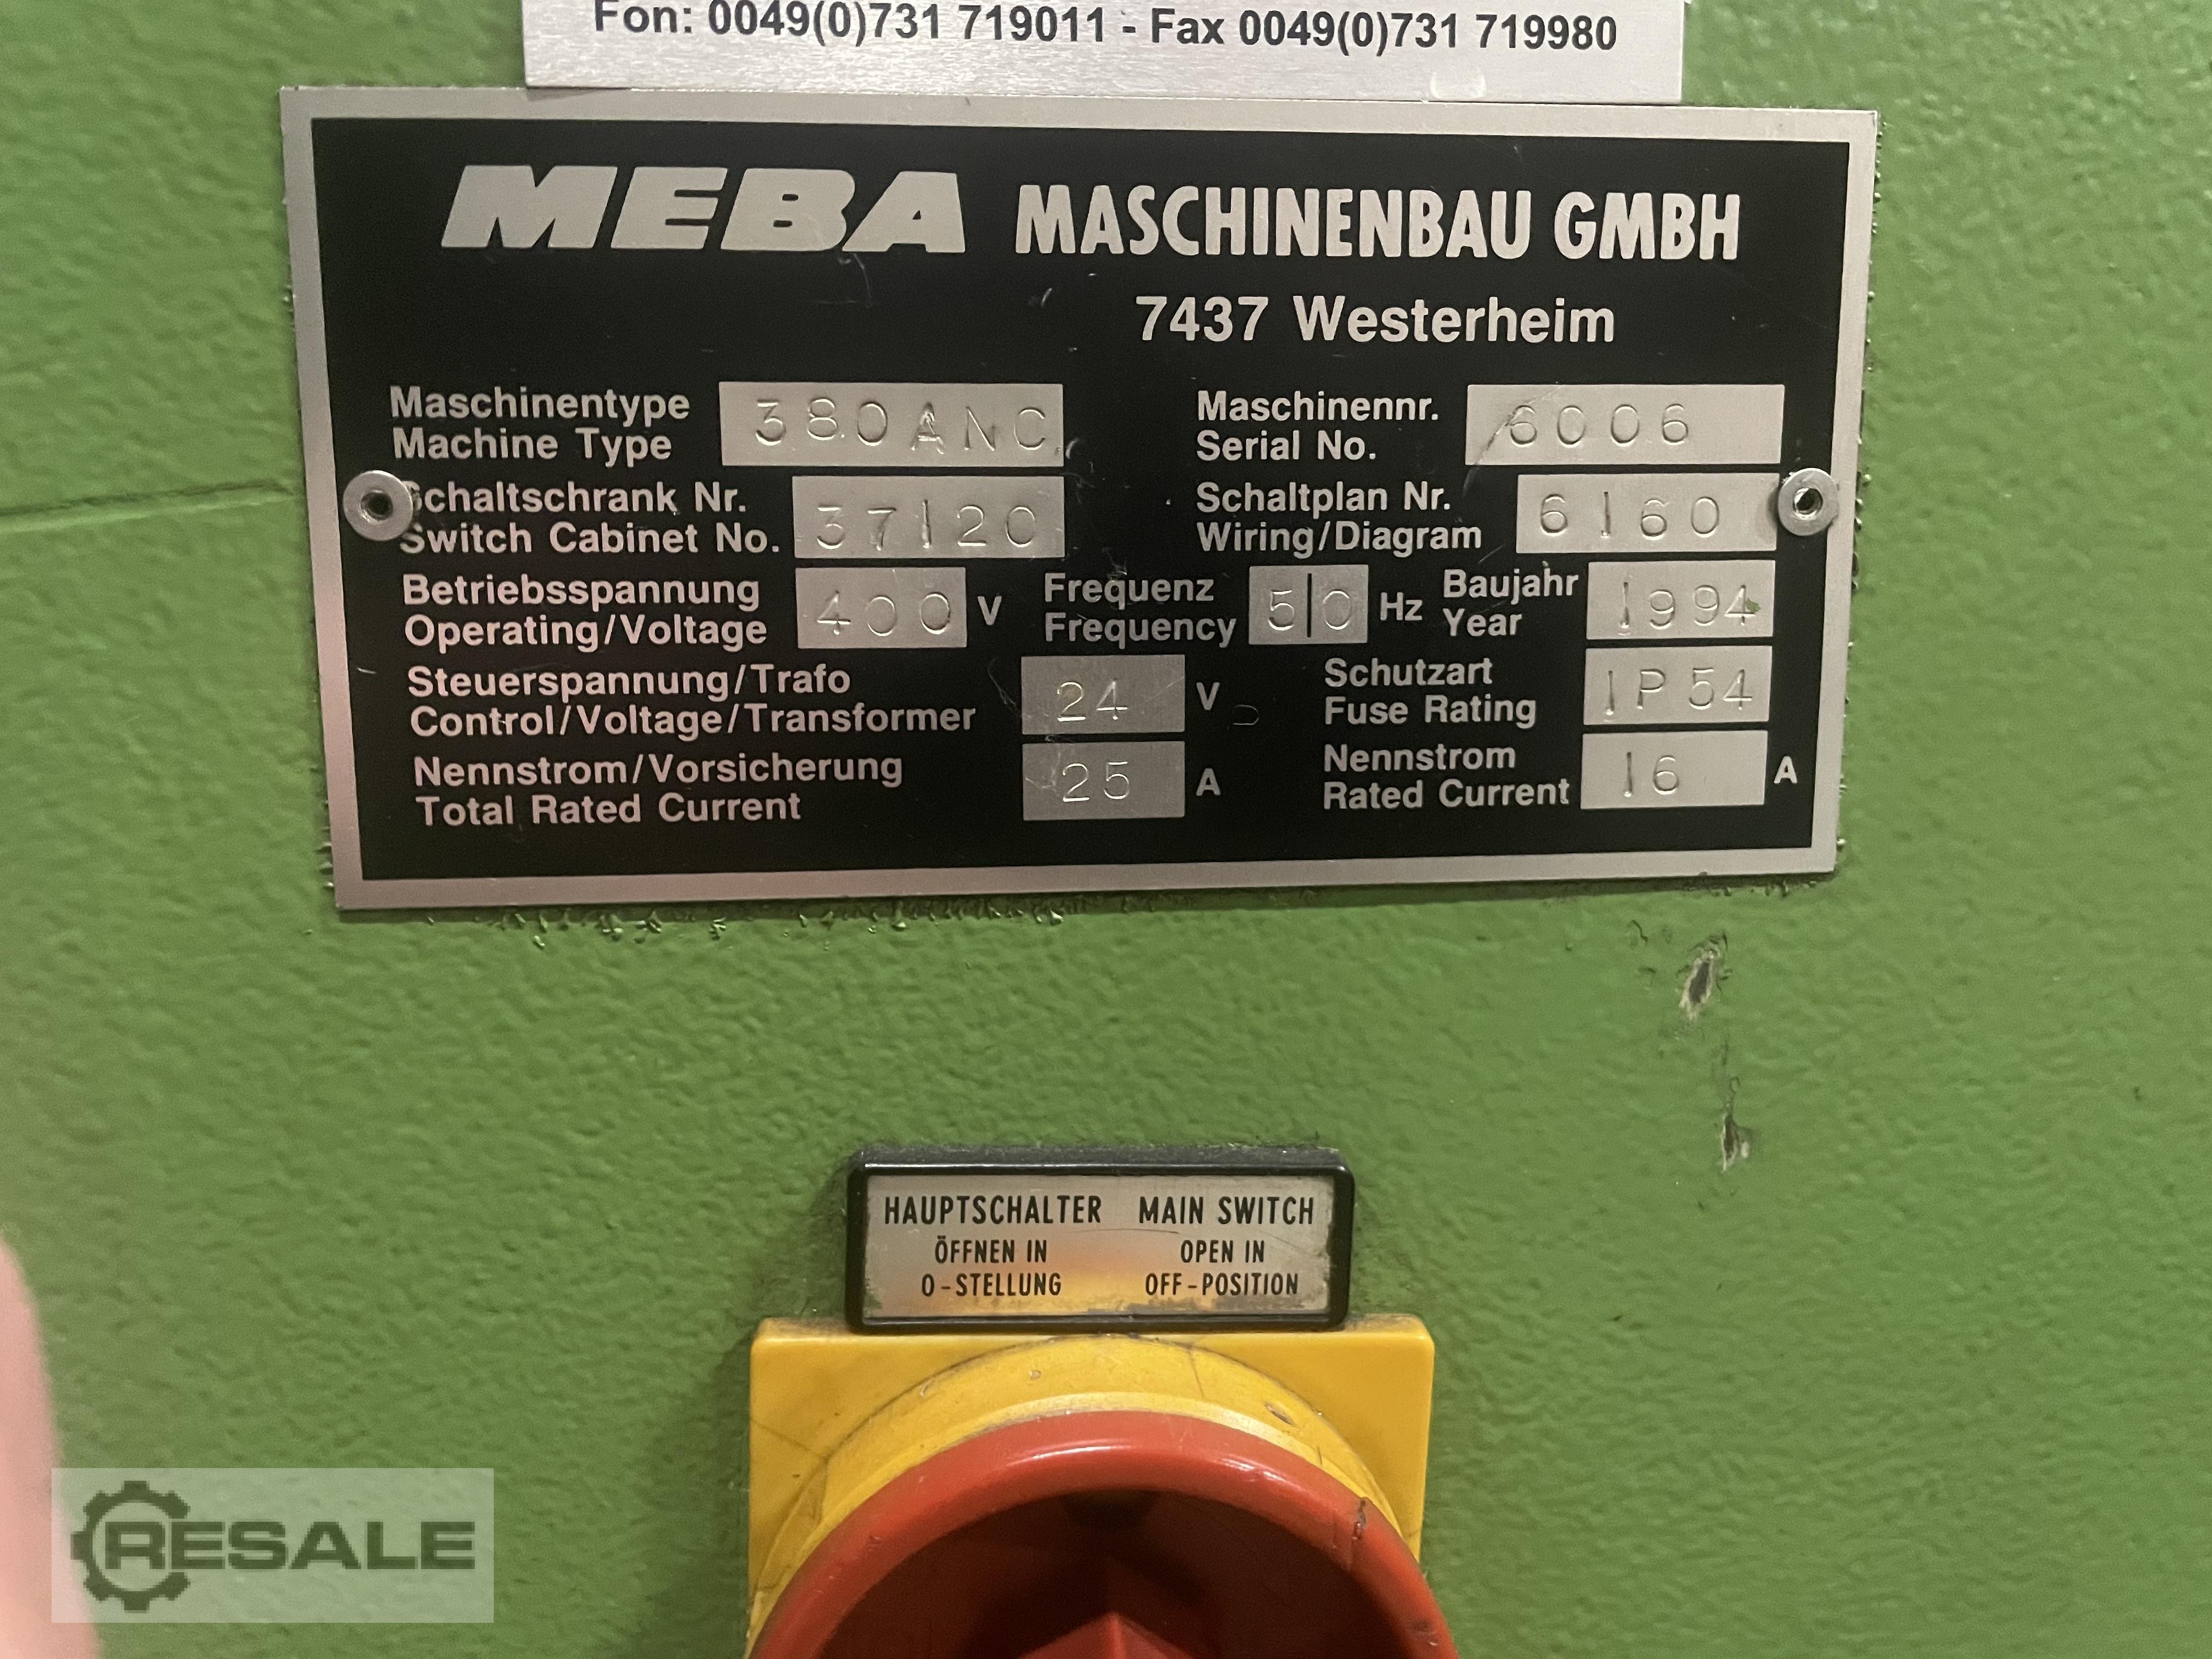 Fon: 0049(0)731 719011 - Fax 0049(0)731 719980
MEBA MASCHINENBAU GMBH
7437 Westerheim
Maschinentype
Machine Type
380ANC
Maschinennr.
Serial No.
6006
Schaltschrank Nr.
Switch Cabinet No.
37120
Schaltplan Nr.
Wiring/Diagram
6160
Betriebsspannung
Operating/Voltage
400 V
Frequenz
Frequency
50 Hz
Baujahr
Year
1994
Steuerspannung/Trafo
Control/Voltage/Transformer
24 V
Schutzart
Fuse Rating
IP54
Nennstrom/Vorsicherung
Total Rated Current
25 A
Nennstrom
Rated Current
16 A
HAUPTSCHALTER
ÖFFNEN IN
0-STELLUNG
MAIN SWITCH
OPEN IN
OFF-POSITION
RESALE